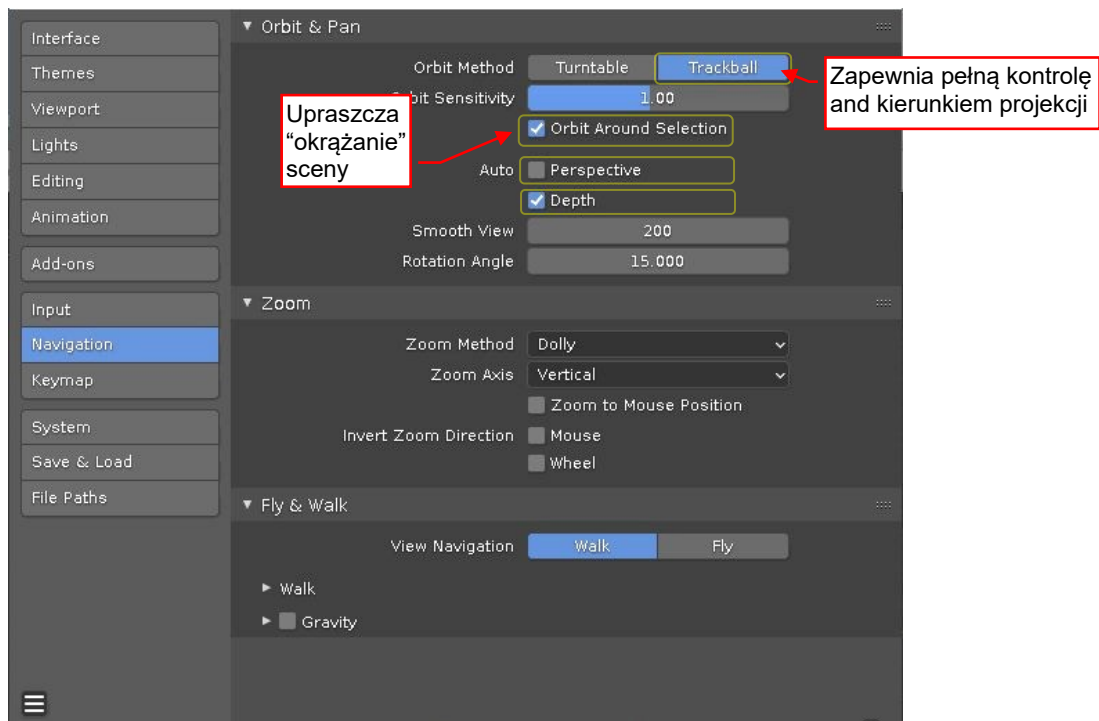 Interface
Themes
Viewport
Lights
Editing
Animation
Add-ons
Input
Navigation
Keymap
System
Save & Load
File Paths
Orbit & Pan
Orbit Method Turntable Trackball
Orbit Sensitivity 1.00
Orbit Around Selection
Auto Perspective
Depth
Smooth View 200
Rotation Angle 15.000
Zoom
Zoom Method Dolly
Zoom Axis Vertical
Zoom to Mouse Position
Invert Zoom Direction Mouse
Wheel
Fly & Walk
View Navigation Walk Fly
Walk
Gravity
Upraszcza
“okrążanie”
sceny
Zapewnia pełną kontrolę
and kierunkiem projekcji